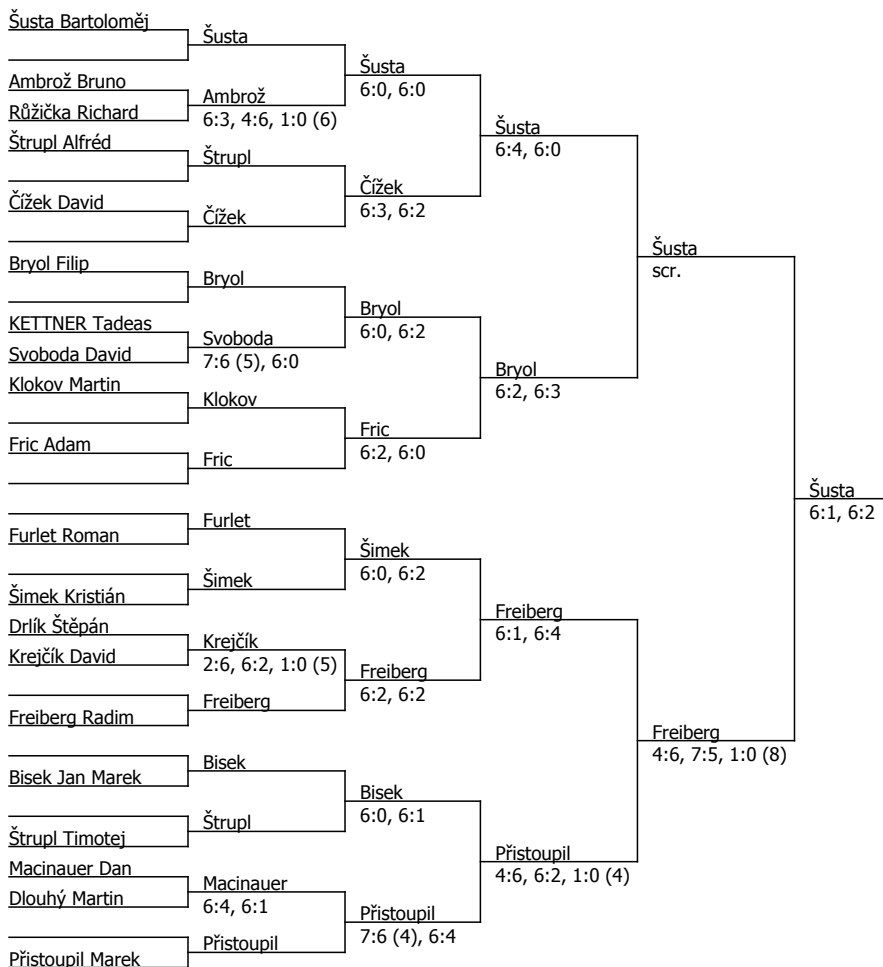 Šusta Bartoloměj
Šusta
Šusta
6:0, 6:0
Ambrož Bruno
Ambrož
6:3, 4:6, 1:0 (6)
Růžička Richard
Šusta
6:4, 6:0
Štrupl Alfréd
Štrupl
Čížek
6:3, 6:2
Čížek David
Čížek
Šusta
scr.
Bryol Filip
Bryol
Bryol
6:0, 6:2
KETTNER Tadeas
Svoboda
7:6 (5), 6:0
Svoboda David
Bryol
6:2, 6:3
Klokov Martin
Klokov
Fric
6:2, 6:0
Fric Adam
Fric
Šusta
6:1, 6:2
Furlet
Furlet Roman
Šimek
6:0, 6:2
Šimek
Šimek Kristián
Freiberg
6:1, 6:4
Drlík Štěpán
Krejčík
2:6, 6:2, 1:0 (5)
Krejčík David
Freiberg
6:2, 6:2
Freiberg
Freiberg Radim
Freiberg
4:6, 7:5, 1:0 (8)
Bisek
Bisek Jan Marek
Bisek
6:0, 6:1
Štrupl
Štrupl Timotej
Přistoupil
4:6, 6:2, 1:0 (4)
Macinauer Dan
Macinauer
6:4, 6:1
Dlouhý Martin
Přistoupil
7:6 (4), 6:4
Přistoupil
Přistoupil Marek